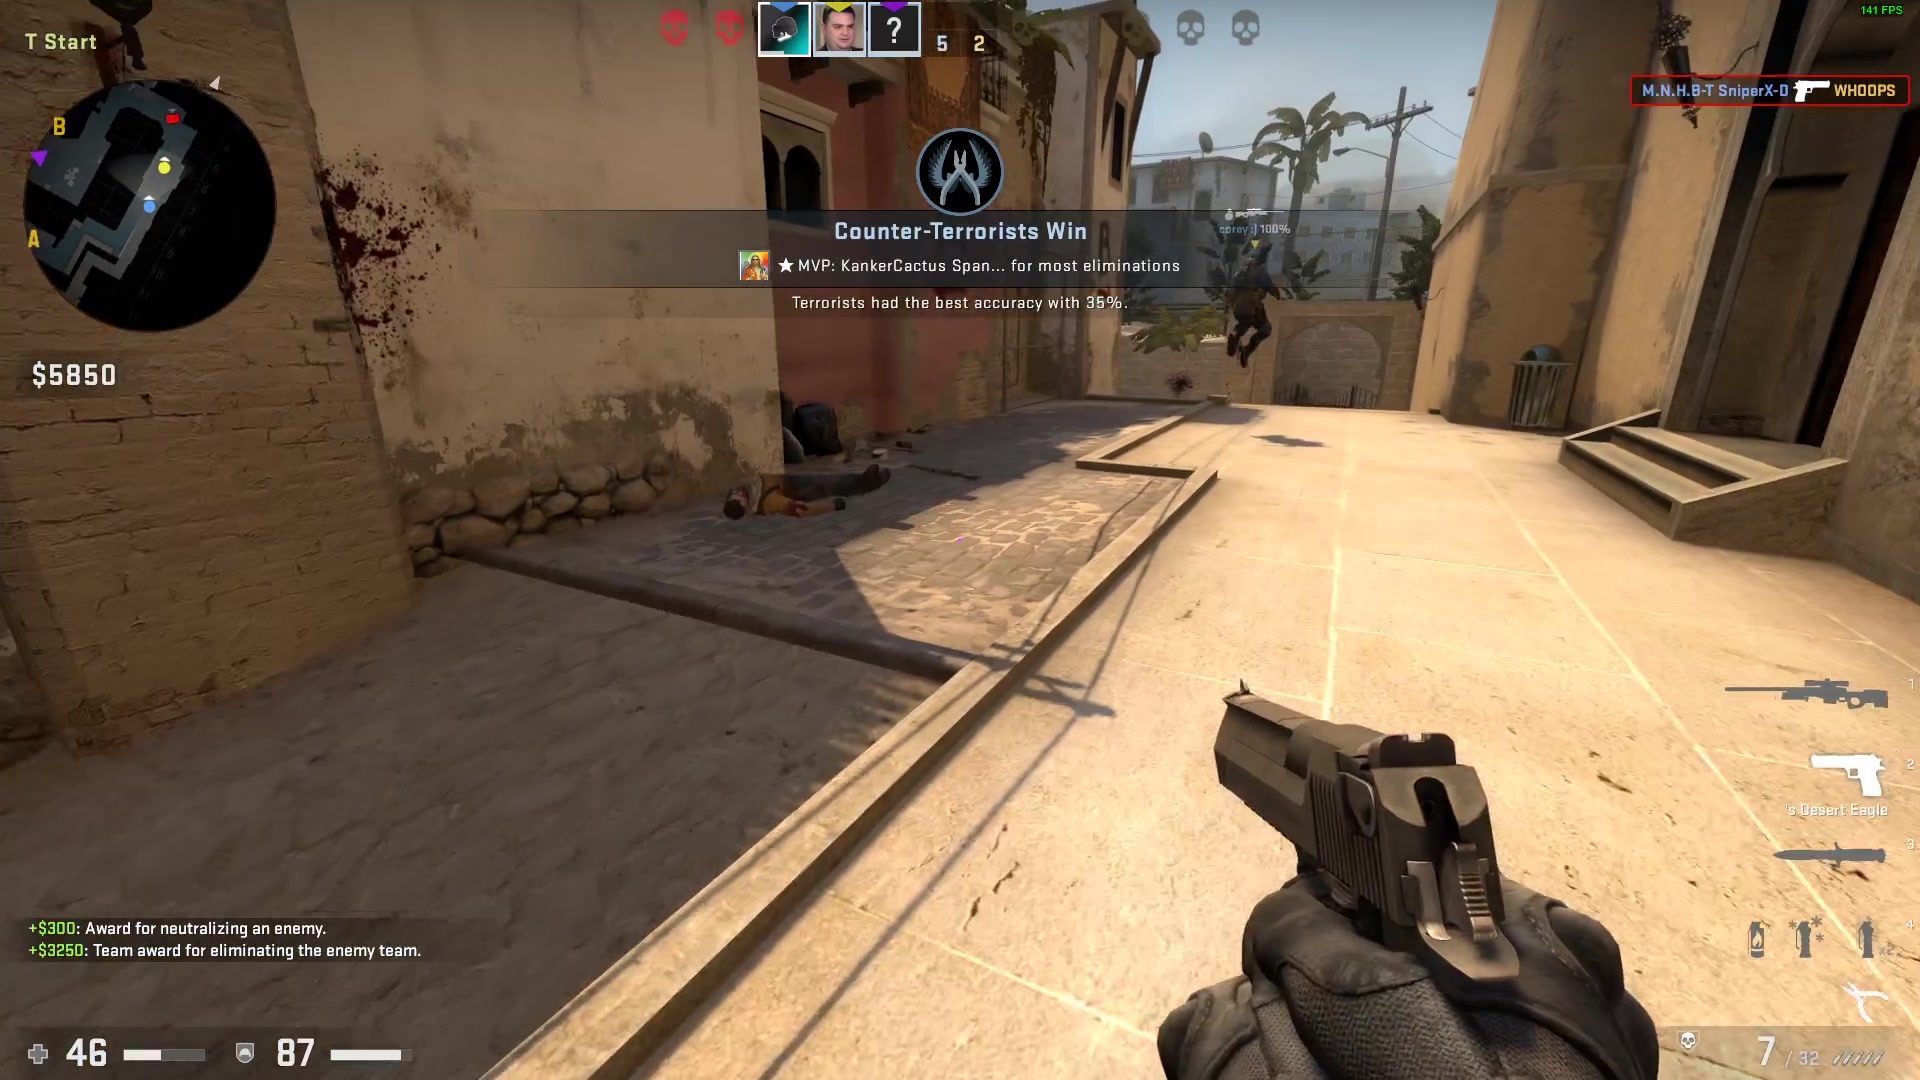 141 FPS
T Start
?
5 2
M.N.H.B-T SniperX-D WHOOPS
B
A
Counter-Terrorists Win
corey :) 100%
MVP: KankerCactus Span... for most eliminations
Terrorists had the best accuracy with 35%.
$5850
1
2
's Desert Eagle
3
4
x2
+$300: Award for neutralizing an enemy.
+$3250: Team award for eliminating the enemy team.
46 87
7 / 32